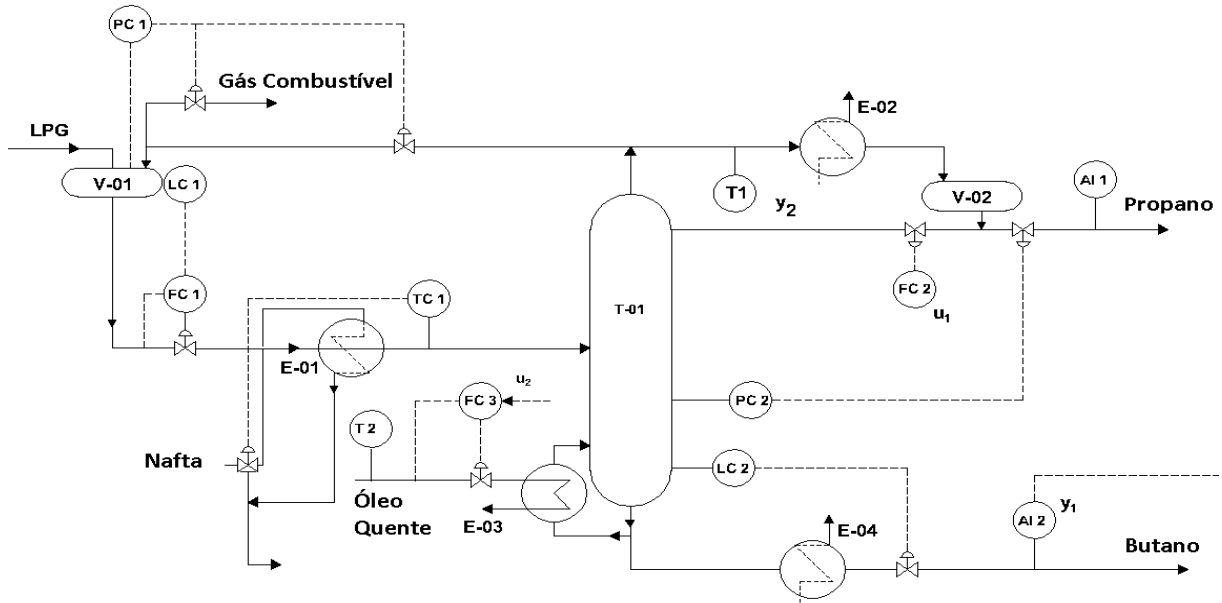 PC 1
Gás Combustível
E-02
LPG
V-01
LC 1
T1
y2
V-02
AI 1
Propano
FC 1
TC 1
T-01
FC 2
u1
E-01
u2
FC 3
PC 2
T 2
Nafta
LC 2
Óleo
Quente
E-03
y1
AI 2
E-04
Butano